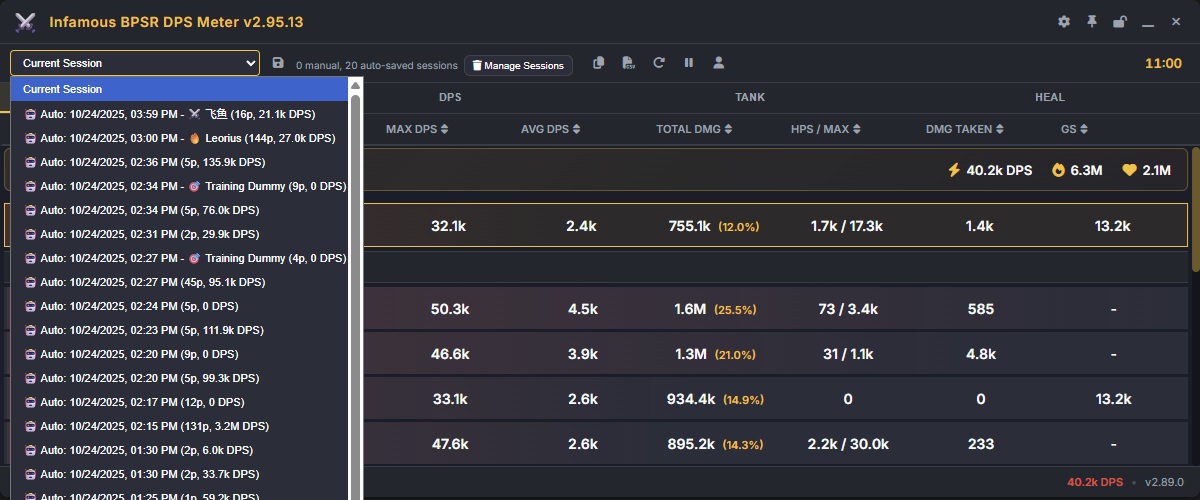 Infamous BPSR DPS Meter v2.95.13
Current Session
0 manual, 20 auto-saved sessions
Manage Sessions
CSV
11:00
Current Session
Auto: 10/24/2025, 03:59 PM - ⚔️ 飞鱼 (16p, 21.1k DPS)
Auto: 10/24/2025, 03:00 PM - 🔥 Leorius (144p, 27.0k DPS)
Auto: 10/24/2025, 02:36 PM (5p, 135.9k DPS)
Auto: 10/24/2025, 02:34 PM - 🎯 Training Dummy (9p, 0 DPS)
Auto: 10/24/2025, 02:34 PM (5p, 76.0k DPS)
Auto: 10/24/2025, 02:31 PM (2p, 29.9k DPS)
Auto: 10/24/2025, 02:27 PM - 🎯 Training Dummy (4p, 0 DPS)
Auto: 10/24/2025, 02:27 PM (45p, 95.1k DPS)
Auto: 10/24/2025, 02:24 PM (5p, 0 DPS)
Auto: 10/24/2025, 02:23 PM (5p, 111.9k DPS)
Auto: 10/24/2025, 02:20 PM (9p, 0 DPS)
Auto: 10/24/2025, 02:20 PM (5p, 99.3k DPS)
Auto: 10/24/2025, 02:17 PM (12p, 0 DPS)
Auto: 10/24/2025, 02:15 PM (131p, 3.2M DPS)
Auto: 10/24/2025, 01:30 PM (2p, 6.0k DPS)
Auto: 10/24/2025, 01:30 PM (2p, 33.7k DPS)
Auto: 10/24/2025, 01:25 PM (1p, 59.2k DPS)
DPS TANK HEAL
MAX DPS AVG DPS TOTAL DMG HPS / MAX DMG TAKEN GS
40.2k DPS 6.3M 2.1M
32.1k 2.4k 755.1k (12.0%) 1.7k / 17.3k 1.4k 13.2k
50.3k 4.5k 1.6M (25.5%) 73 / 3.4k 585 -
46.6k 3.9k 1.3M (21.0%) 31 / 1.1k 4.8k -
33.1k 2.6k 934.4k (14.9%) 0 0 13.2k
47.6k 2.6k 895.2k (14.3%) 2.2k / 30.0k 233 -
40.2k DPS • v2.89.0